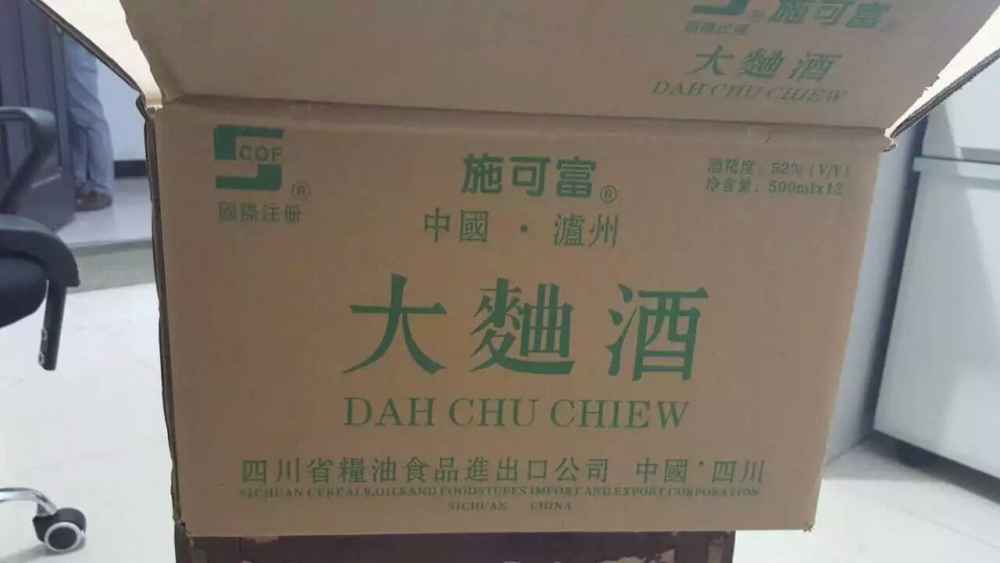 施可富
大麯酒
DAH CHU CHIEW
SCOF
®
國際注册
施可富®
中國·瀘州
酒精度：52%（V/V）
净含量：500mlx12
大麯酒
DAH CHU CHIEW
四川省糧油食品進出口公司 中國·四川
SICHUAN CEREALS,OILS AND FOODSTUFFS IMPORT AND EXPORT CORPORATION
SICHUAN CHINA